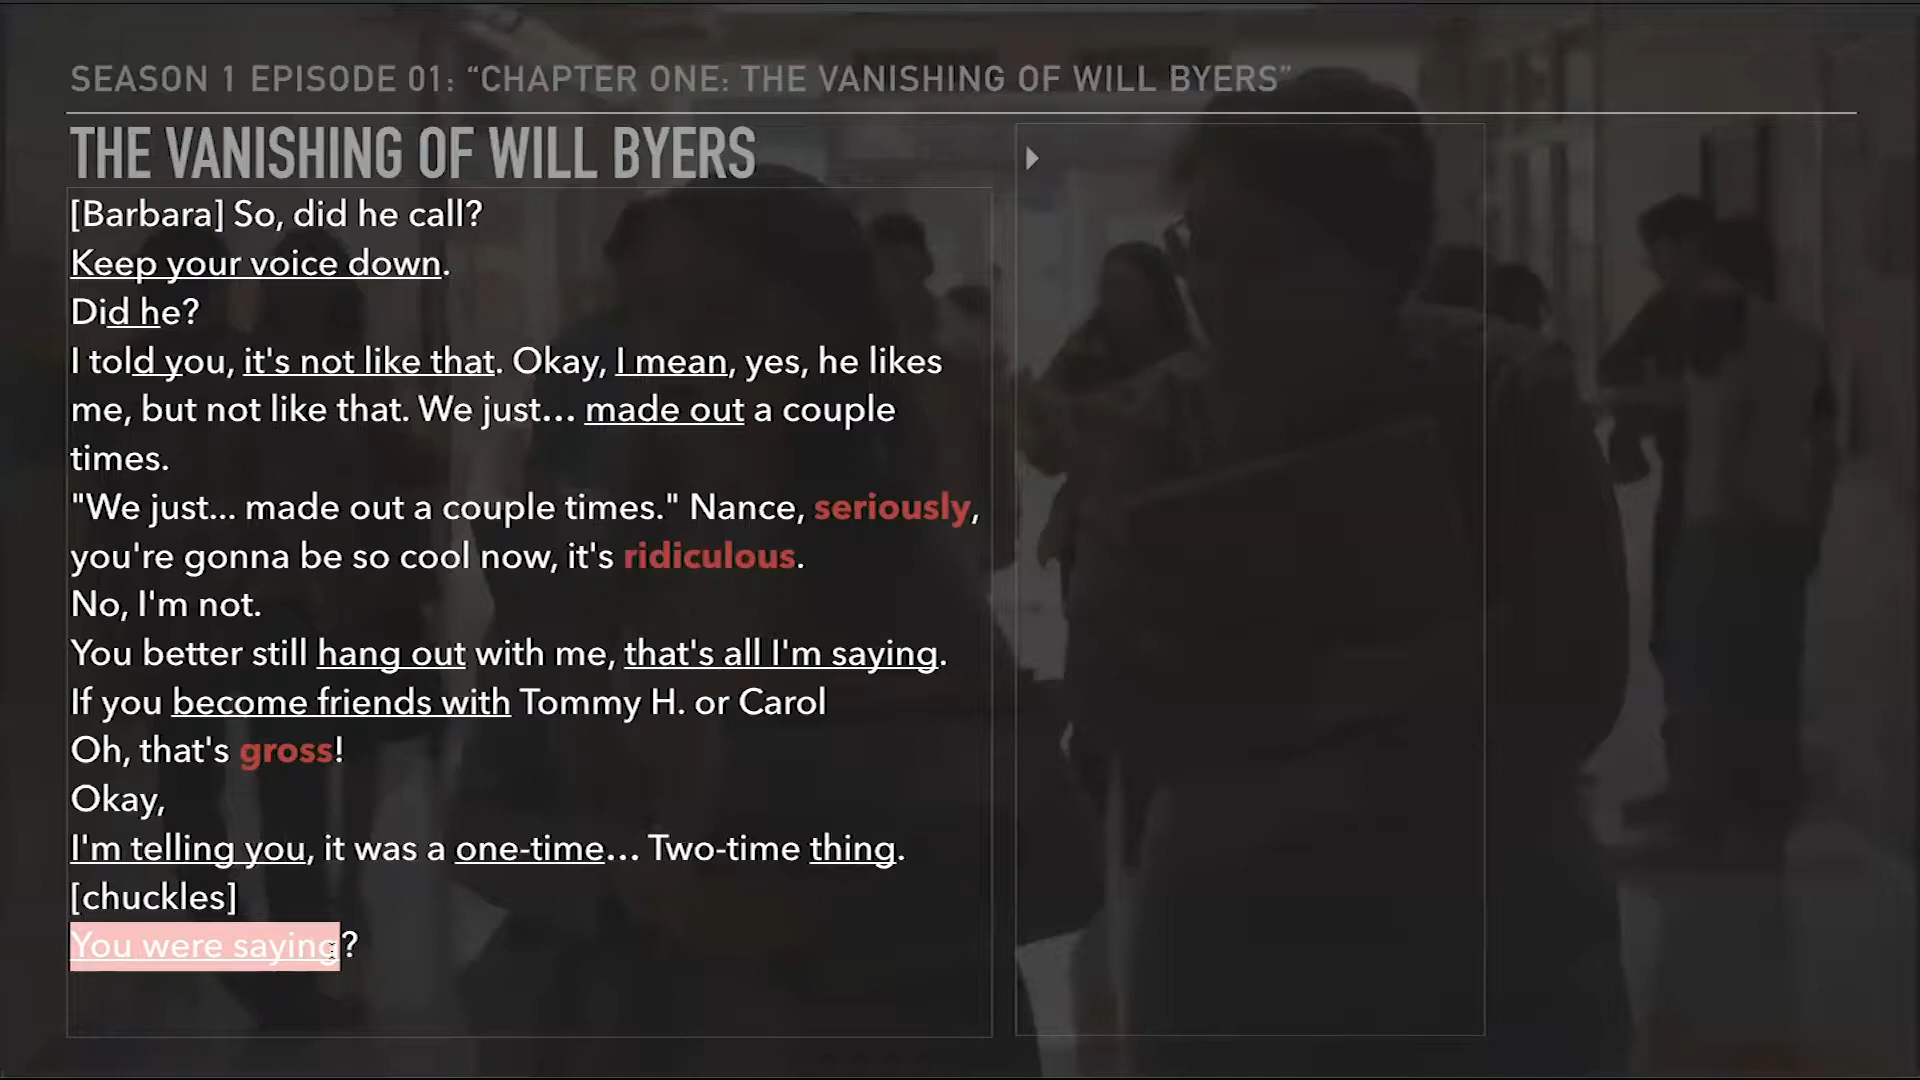 SEASON 1 EPISODE 01: “CHAPTER ONE: THE VANISHING OF WILL BYERS”
THE VANISHING OF WILL BYERS
[Barbara] So, did he call?
Keep your voice down.
Did he?
I told you, it's not like that. Okay, I mean, yes, he likes
me, but not like that. We just… made out a couple
times.
"We just... made out a couple times." Nance, seriously,
you're gonna be so cool now, it's ridiculous.
No, I'm not.
You better still hang out with me, that's all I'm saying.
If you become friends with Tommy H. or Carol
Oh, that's gross!
Okay,
I'm telling you, it was a one-time… Two-time thing.
[chuckles]
You were saying?